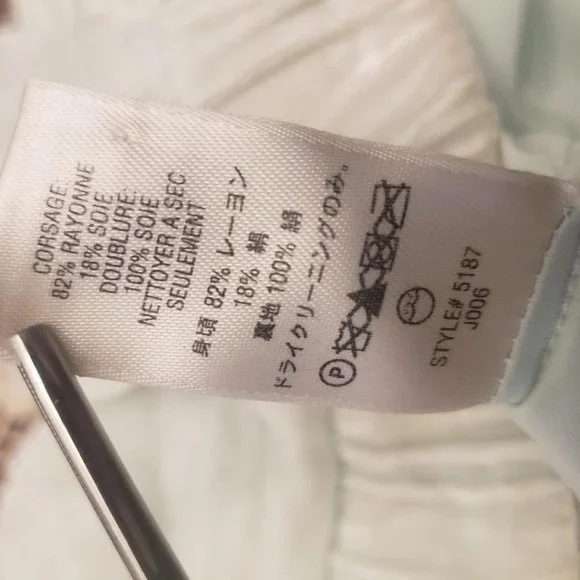 CORSAGE:
82% RAYONNE
18% SOIE
DOUBLURE:
100% SOIE
NETTOYER A SEC
SEULEMENT
身頃 82% レーヨン
18% 絹
裏地 100% 絹
ドライクリーニングのみ。
P
STYLE# 5187
J006